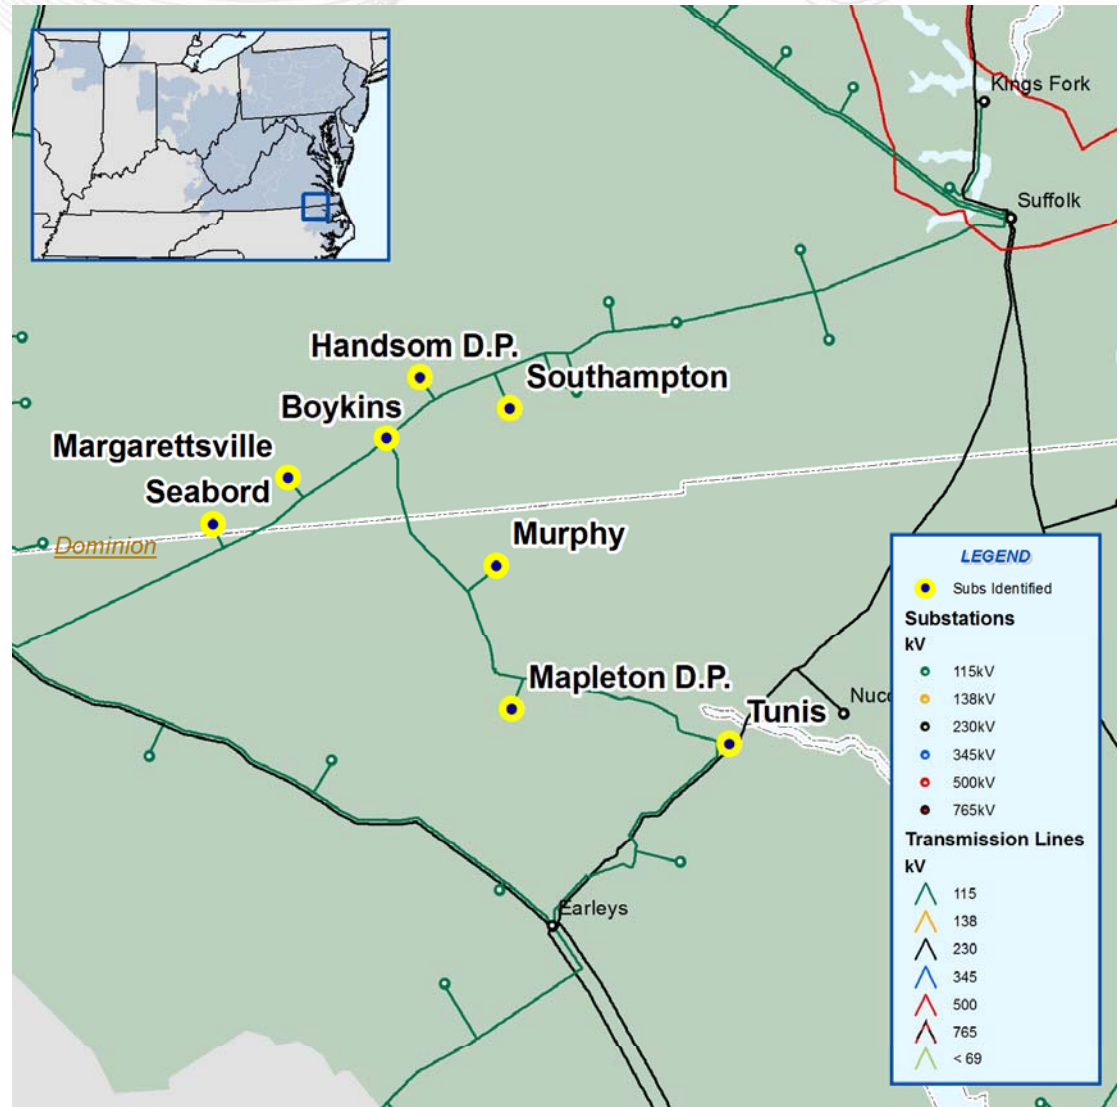 Kings Fork
Suffolk
Handsom D.P.
Southampton
Boykins
Margarettsville
Seabord
Dominion
Murphy
Mapleton D.P.
Tunis
Earleys
LEGEND
Subs Identified
Substations
kV
115kV
138kV
230kV
345kV
500kV
765kV
Transmission Lines
kV
115
138
230
345
500
765
< 69